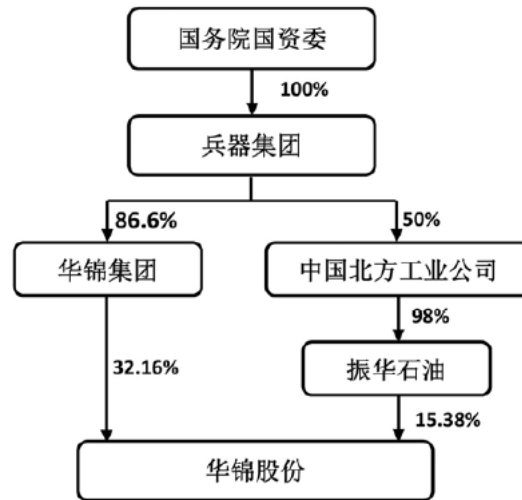 国务院国资委
100%
兵器集团
86.6%
50%
华锦集团
中国北方工业公司
98%
32.16%
振华石油
15.38%
华锦股份